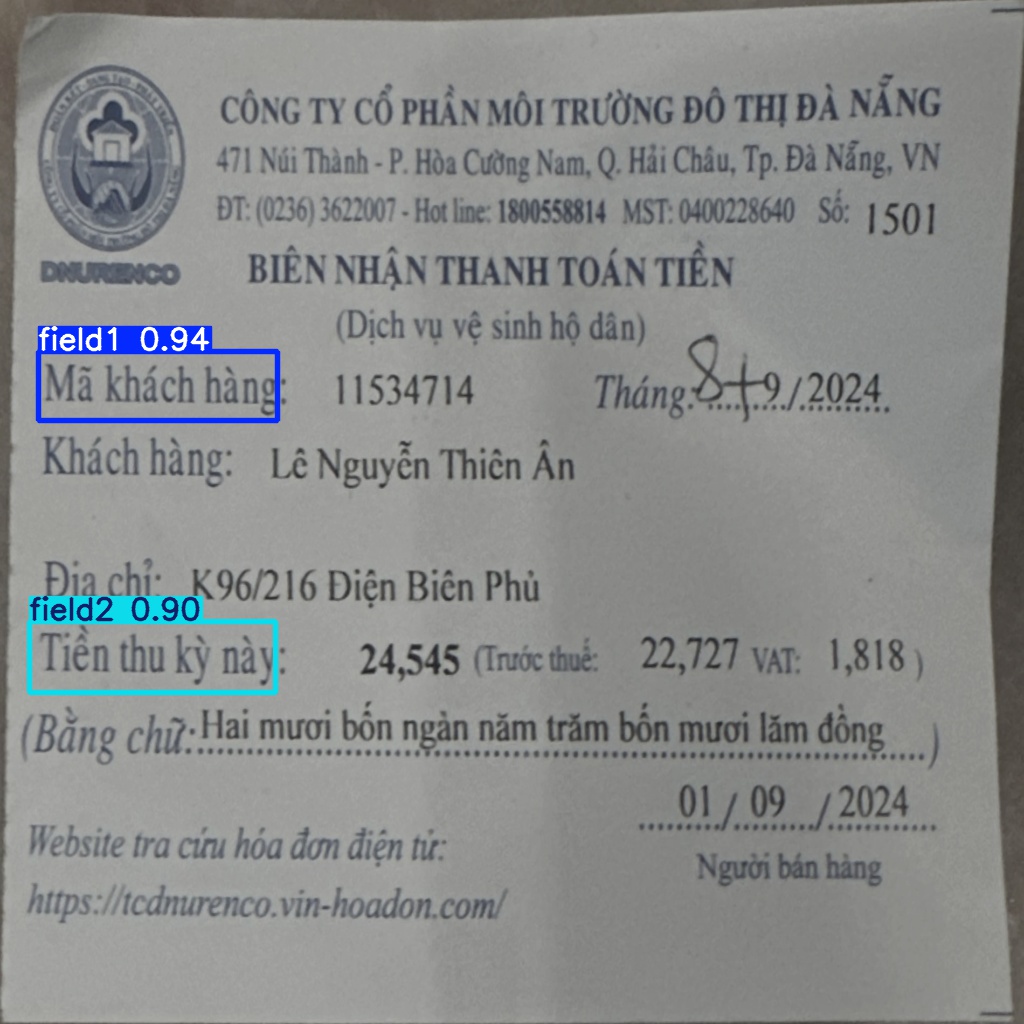 CÔNG TY CỔ PHẦN MÔI TRƯỜNG ĐÔ THỊ ĐÀ NẴNG
471 Núi Thành - P. Hòa Cường Nam, Q. Hải Châu, Tp. Đà Nẵng, VN
ĐT: (0236) 3622007 - Hot line: 1800558814 MST: 0400228640 Số: 1501
DNURENCO
BIÊN NHẬN THANH TOÁN TIỀN
(Dịch vụ vệ sinh hộ dân)
field1 0.94
Mã khách hàng: 11534714 Tháng. 8+9/2024
Khách hàng: Lê Nguyễn Thiên Ân
Địa chỉ: K96/216 Điện Biên Phủ
field2 0.90
Tiền thu kỳ này: 24,545 (Trước thuế: 22,727 VAT: 1,818 )
(Bằng chữ: Hai mươi bốn ngàn năm trăm bốn mươi lăm đồng )
01 / 09 / 2024
Website tra cứu hóa đơn điện tử:
Người bán hàng
https://tcdnurenco.vin-hoadon.com/